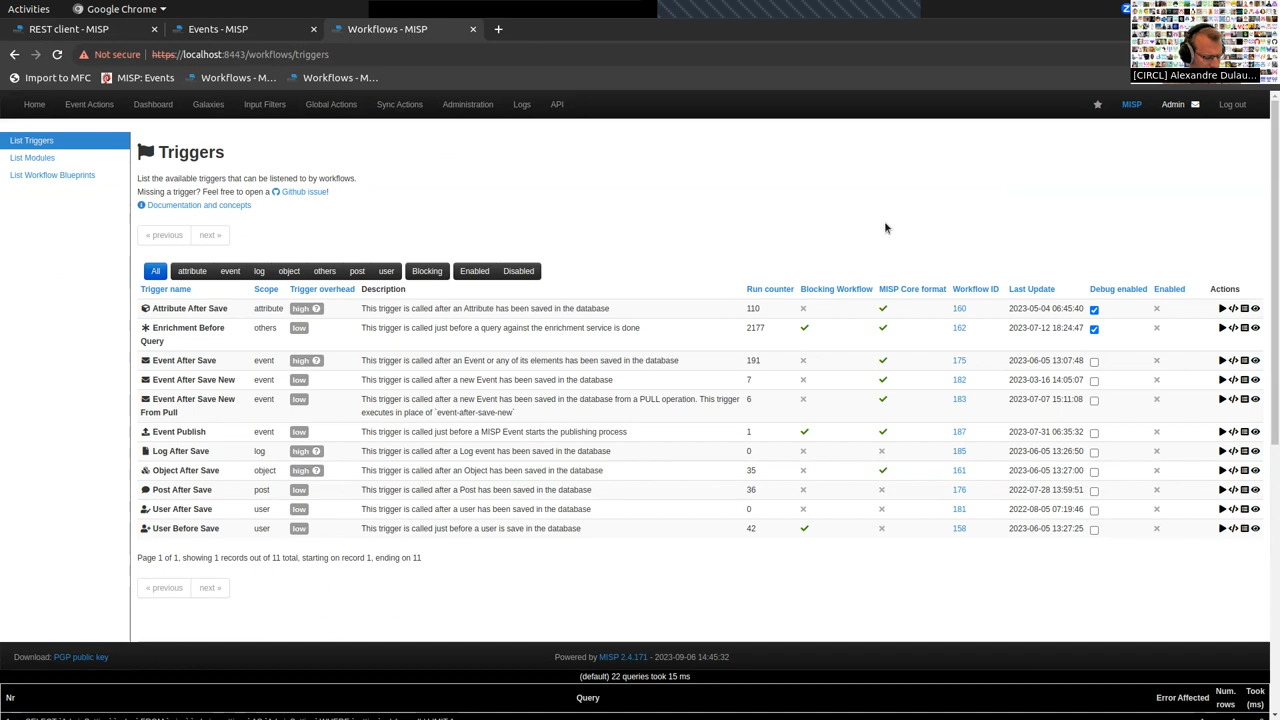 Activities Google Chrome
REST client - MISP Events - MISP Workflows - MISP
Not secure https://localhost:8443/workflows/triggers
Import to MFC MISP: Events Workflows - M... Workflows - M...
[CIRCL] Alexandre Dulau...
Home Event Actions Dashboard Galaxies Input Filters Global Actions Sync Actions Administration Logs API MISP Admin Log out
List Triggers
List Modules
List Workflow Blueprints
Triggers
List the available triggers that can be listened to by workflows.
Missing a trigger? Feel free to open a Github issue!
Documentation and concepts
« previous next »
All attribute event log object others post user Blocking Enabled Disabled
Trigger name Scope Trigger overhead Description Run counter Blocking Workflow MISP Core format Workflow ID Last Update Debug enabled Enabled Actions
Attribute After Save attribute high This trigger is called after an Attribute has been saved in the database 110 160 2023-05-04 06:45:40
Enrichment Before Query others low This trigger is called just before a query against the enrichment service is done 2177 162 2023-07-12 18:24:47
Event After Save event high This trigger is called after an Event or any of its elements has been saved in the database 191 175 2023-06-05 13:07:48
Event After Save New event low This trigger is called after a new Event has been saved in the database 7 182 2023-03-16 14:05:07
Event After Save New From Pull event low This trigger is called after a new Event has been saved in the database from a PULL operation. This trigger executes in place of `event-after-save-new` 6 183 2023-07-07 15:11:08
Event Publish event low This trigger is called just before a MISP Event starts the publishing process 1 187 2023-07-31 06:35:32
Log After Save log high This trigger is called after a Log event has been saved in the database 0 185 2023-06-05 13:26:50
Object After Save object high This trigger is called after an Object has been saved in the database 35 161 2023-06-05 13:27:00
Post After Save post low This trigger is called after a Post has been saved in the database 36 176 2022-07-28 13:59:51
User After Save user low This trigger is called after a user has been saved in the database 0 181 2022-08-05 07:19:46
User Before Save user low This trigger is called just before a user is save in the database 42 158 2023-06-05 13:27:25
Page 1 of 1, showing 1 records out of 11 total, starting on record 1, ending on 11
« previous next »
Download: PGP public key Powered by MISP 2.4.171 - 2023-09-06 14:45:32
(default) 22 queries took 15 ms
Nr Query Error Affected Num. rows Took (ms)